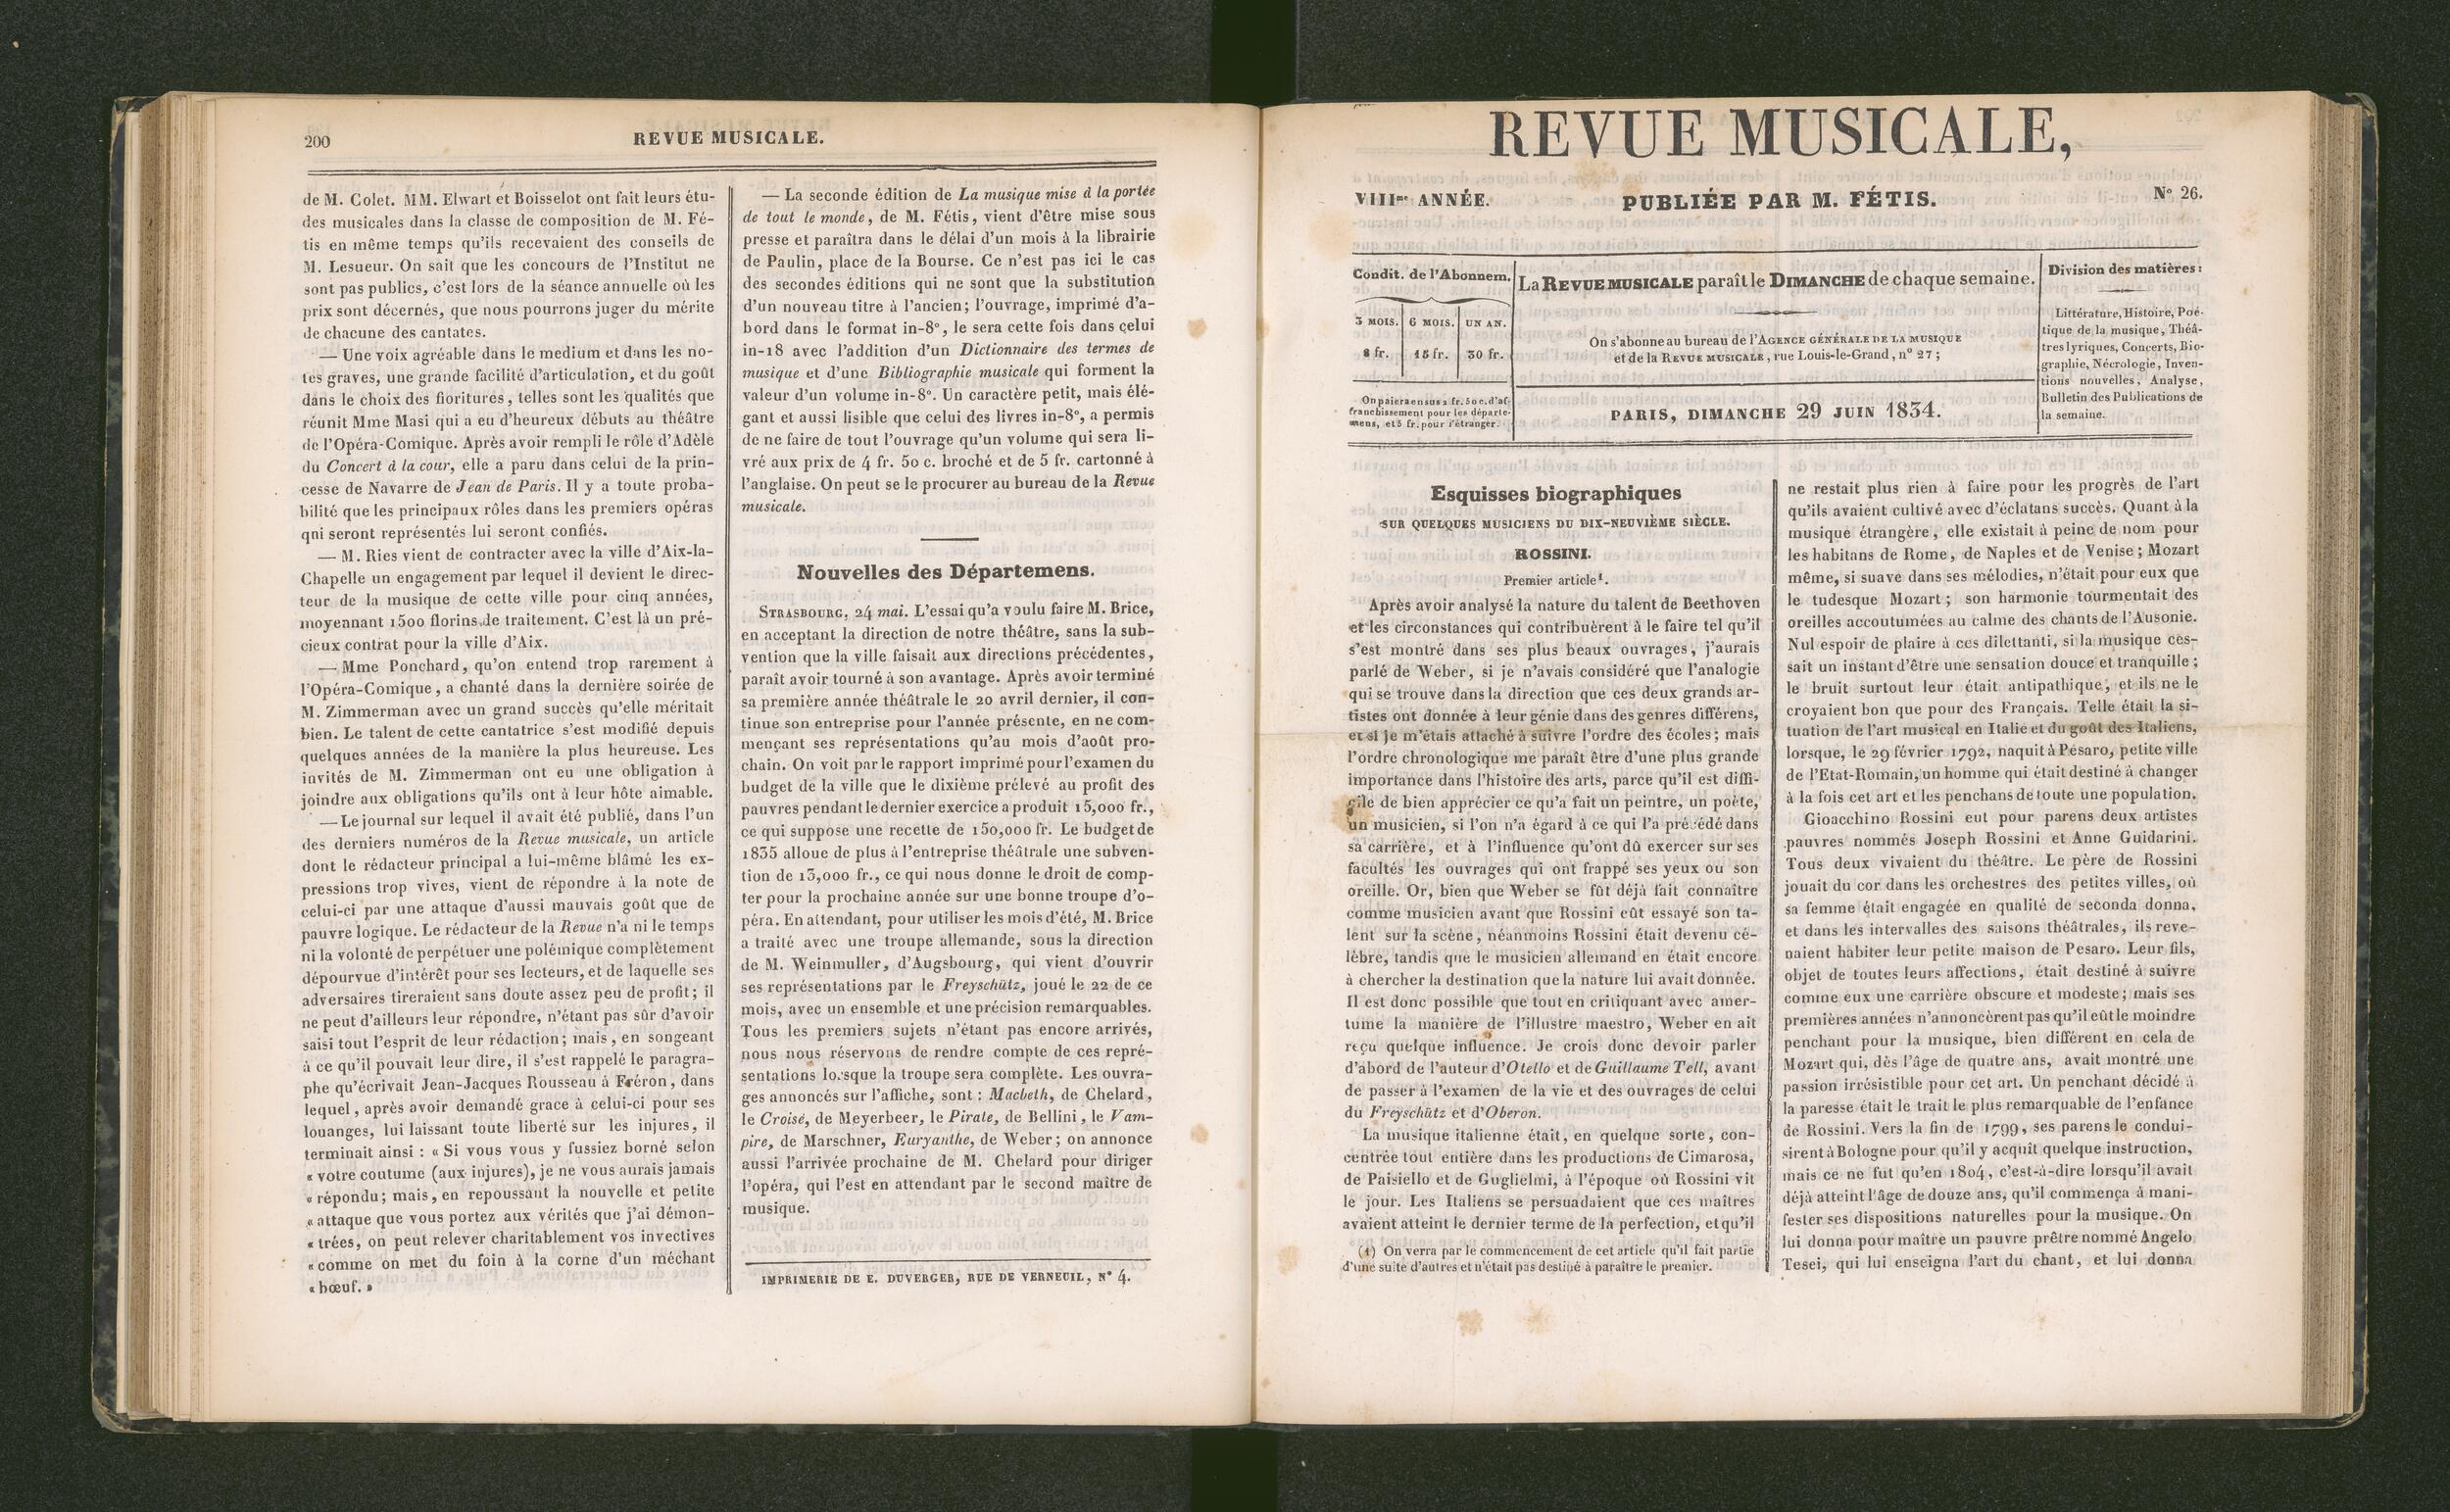 200
REVUE MUSICALE.
de M. Colet. MM. Elwart et Boisselot ont fait leurs étu-
des musicales dans la classe de composition de M. Fé-
tis en même temps qu'ils recevaient des conseils de
M. Lesueur. On sait que les concours de l'Institut ne
sont pas publics, c'est lors de la séance annuelle où les
prix sont décernés, que nous pourrons juger du mérite
de chacune des cantates.
— Une voix agréable dans le medium et dans les no-
tes graves, une grande facilité d'articulation, et du goût
dans le choix des fioritures, telles sont les qualités que
réunit Mme Masi qui a eu d'heureux débuts au théâtre
de l'Opéra-Comique. Après avoir rempli le rôle d'Adèle
du Concert à la cour, elle a paru dans celui de la prin-
cesse de Navarre de Jean de Paris. Il y a toute proba-
bilité que les principaux rôles dans les premiers opéras
qni seront représentés lui seront confiés.
— M. Ries vient de contracter avec la ville d'Aix-la-
Chapelle un engagement par lequel il devient le direc-
teur de la musique de cette ville pour cinq années,
moyennant 1500 florins de traitement. C'est là un pré-
cieux contrat pour la ville d'Aix.
— Mme Ponchard, qu'on entend trop rarement à
l'Opéra-Comique, a chanté dans la dernière soirée de
M. Zimmerman avec un grand succès qu'elle méritait
bien. Le talent de cette cantatrice s'est modifié depuis
quelques années de la manière la plus heureuse. Les
invités de M. Zimmerman ont eu une obligation à
joindre aux obligations qu'ils ont à leur hôte aimable.
— Le journal sur lequel il avait été publié, dans l'un
des derniers numéros de la Revue musicale, un article
dont le rédacteur principal a lui-même blâmé les ex-
pressions trop vives, vient de répondre à la note de
celui-ci par une attaque d'aussi mauvais goût que de
pauvre logique. Le rédacteur de la Revue n'a ni le temps
ni la volonté de perpétuer une polémique complètement
dépourvue d'intérêt pour ses lecteurs, et de laquelle ses
adversaires tireraient sans doute assez peu de profit; il
ne peut d'ailleurs leur répondre, n'étant pas sûr d'avoir
saisi tout l'esprit de leur rédaction; mais, en songeant
à ce qu'il pouvait leur dire, il s'est rappelé le paragra-
phe qu'écrivait Jean-Jacques Rousseau à Fréron, dans
lequel, après avoir demandé grace à celui-ci pour ses
louanges, lui laissant toute liberté sur les injures, il
terminait ainsi : « Si vous vous y fussiez borné selon
« votre coutume (aux injures), je ne vous aurais jamais
« répondu; mais, en repoussant la nouvelle et petite
« attaque que vous portez aux vérités que j'ai démon-
« trées, on peut relever charitablement vos invectives
« comme on met du foin à la corne d'un méchant
« bœuf. »
— La seconde édition de La musique mise à la portée
de tout le monde, de M. Fétis, vient d'être mise sous
presse et paraîtra dans le délai d'un mois à la librairie
de Paulin, place de la Bourse. Ce n'est pas ici le cas
des secondes éditions qui ne sont que la substitution
d'un nouveau titre à l'ancien; l'ouvrage, imprimé d'a-
bord dans le format in-8°, le sera cette fois dans celui
in-18 avec l'addition d'un Dictionnaire des termes de
musique et d'une Bibliographie musicale qui forment la
valeur d'un volume in-8°. Un caractère petit, mais élé-
gant et aussi lisible que celui des livres in-8°, a permis
de ne faire de tout l'ouvrage qu'un volume qui sera li-
vré aux prix de 4 fr. 50 c. broché et de 5 fr. cartonné à
l'anglaise. On peut se le procurer au bureau de la Revue
musicale.
Nouvelles des Départemens.
STRASBOURG, 24 mai. L'essai qu'a voulu faire M. Brice,
en acceptant la direction de notre théâtre, sans la sub-
vention que la ville faisait aux directions précédentes,
paraît avoir tourné à son avantage. Après avoir terminé
sa première année théâtrale le 20 avril dernier, il con-
tinue son entreprise pour l'année présente, en ne com-
mençant ses représentations qu'au mois d'août pro-
chain. On voit par le rapport imprimé pour l'examen du
budget de la ville que le dixième prélevé au profit des
pauvres pendant le dernier exercice a produit 15,000 fr.,
ce qui suppose une recette de 150,000 fr. Le budget de
1835 alloue de plus à l'entreprise théâtrale une subven-
tion de 13,000 fr., ce qui nous donne le droit de comp-
ter pour la prochaine année sur une bonne troupe d'o-
péra. En attendant, pour utiliser les mois d'été, M. Brice
a traité avec une troupe allemande, sous la direction
de M. Weinmuller, d'Augsbourg, qui vient d'ouvrir
ses représentations par le Freyschütz, joué le 22 de ce
mois, avec un ensemble et une précision remarquables.
Tous les premiers sujets n'étant pas encore arrivés,
nous nous réservons de rendre compte de ces repré-
sentations lorsque la troupe sera complète. Les ouvra-
ges annoncés sur l'affiche, sont : Macbeth, de Chelard,
le Croisé, de Meyerbeer, le Pirate, de Bellini, le Vam-
pire, de Marschner, Euryanthe, de Weber; on annonce
aussi l'arrivée prochaine de M. Chelard pour diriger
l'opéra, qui l'est en attendant par le second maître de
musique.
IMPRIMERIE DE E. DUVERGER, RUE DE VERNEUIL, N° 4.
REVUE MUSICALE,
VIIIme ANNÉE.
PUBLIÉE PAR M. FÉTIS.
N° 26.
Condit. de l'Abonnem.
3 MOIS. 6 MOIS. UN AN.
8 fr. 15 fr. 30 fr.
On paiera en sus 2 fr. 50 c. d'af-
franchissement pour les départe-
mens, et 5 fr. pour l'étranger.
La REVUE MUSICALE paraît le DIMANCHE de chaque semaine.
On s'abonne au bureau de l'AGENCE GÉNÉRALE DE LA MUSIQUE
et de la REVUE MUSICALE, rue Louis-le-Grand, n° 27;
PARIS, DIMANCHE 29 JUIN 1834.
Division des matières:
Littérature, Histoire, Poé-
tique de la musique, Théâ-
tres lyriques, Concerts, Bio-
graphie, Nécrologie, Inven-
tions nouvelles, Analyse,
Bulletin des Publications de
la semaine.
Esquisses biographiques
SUR QUELQUES MUSICIENS DU DIX-NEUVIÈME SIÈCLE.
ROSSINI.
Premier article¹.
Après avoir analysé la nature du talent de Beethoven
et les circonstances qui contribuèrent à le faire tel qu'il
s'est montré dans ses plus beaux ouvrages, j'aurais
parlé de Weber, si je n'avais considéré que l'analogie
qui se trouve dans la direction que ces deux grands ar-
tistes ont donnée à leur génie dans des genres différens,
et si je m'étais attaché à suivre l'ordre des écoles; mais
l'ordre chronologique me paraît être d'une plus grande
importance dans l'histoire des arts, parce qu'il est diffi-
cile de bien apprécier ce qu'a fait un peintre, un poète,
un musicien, si l'on n'a égard à ce qui l'a précédé dans
sa carrière, et à l'influence qu'ont dû exercer sur ses
facultés les ouvrages qui ont frappé ses yeux ou son
oreille. Or, bien que Weber se fût déjà fait connaître
comme musicien avant que Rossini eût essayé son ta-
lent sur la scène, néanmoins Rossini était devenu cé-
lèbre, tandis que le musicien allemand en était encore
à chercher la destination que la nature lui avait donnée.
Il est donc possible que tout en critiquant avec amer-
tume la manière de l'illustre maestro, Weber en ait
reçu quelque influence. Je crois donc devoir parler
d'abord de l'auteur d'Otello et de Guillaume Tell, avant
de passer à l'examen de la vie et des ouvrages de celui
du Freyschütz et d'Oberon.
La musique italienne était, en quelque sorte, con-
centrée tout entière dans les productions de Cimarosa,
de Paisiello et de Guglielmi, à l'époque où Rossini vit
le jour. Les Italiens se persuadaient que ces maîtres
avaient atteint le dernier terme de la perfection, et qu'il
(1) On verra par le commencement de cet article qu'il fait partie
d'une suite d'autres et n'était pas destiné à paraître le premier.
ne restait plus rien à faire pour les progrès de l'art
qu'ils avaient cultivé avec d'éclatans succès. Quant à la
musique étrangère, elle existait à peine de nom pour
les habitans de Rome, de Naples et de Venise; Mozart
même, si suave dans ses mélodies, n'était pour eux que
le tudesque Mozart; son harmonie tourmentait des
oreilles accoutumées au calme des chants de l'Ausonie.
Nul espoir de plaire à ces dilettanti, si la musique ces-
sait un instant d'être une sensation douce et tranquille;
le bruit surtout leur était antipathique, et ils ne le
croyaient bon que pour des Français. Telle était la si-
tuation de l'art musical en Italie et du goût des Italiens,
lorsque, le 29 février 1792, naquit à Pésaro, petite ville
de l'Etat-Romain, un homme qui était destiné à changer
à la fois cet art et les penchans de toute une population.
Gioacchino Rossini eut pour parens deux artistes
pauvres nommés Joseph Rossini et Anne Guidarini.
Tous deux vivaient du théâtre. Le père de Rossini
jouait du cor dans les orchestres des petites villes, où
sa femme était engagée en qualité de seconda donna,
et dans les intervalles des saisons théâtrales, ils reve-
naient habiter leur petite maison de Pesaro. Leur fils,
objet de toutes leurs affections, était destiné à suivre
comme eux une carrière obscure et modeste; mais ses
premières années n'annoncèrent pas qu'il eût le moindre
penchant pour la musique, bien différent en cela de
Mozart qui, dès l'âge de quatre ans, avait montré une
passion irrésistible pour cet art. Un penchant décidé à
la paresse était le trait le plus remarquable de l'enfance
de Rossini. Vers la fin de 1799, ses parens le condui-
sirent à Bologne pour qu'il y acquît quelque instruction,
mais ce ne fut qu'en 1804, c'est-à-dire lorsqu'il avait
déjà atteint l'âge de douze ans, qu'il commença à mani-
fester ses dispositions naturelles pour la musique. On
lui donna pour maître un pauvre prêtre nommé Angelo
Tesei, qui lui enseigna l'art du chant, et lui donna